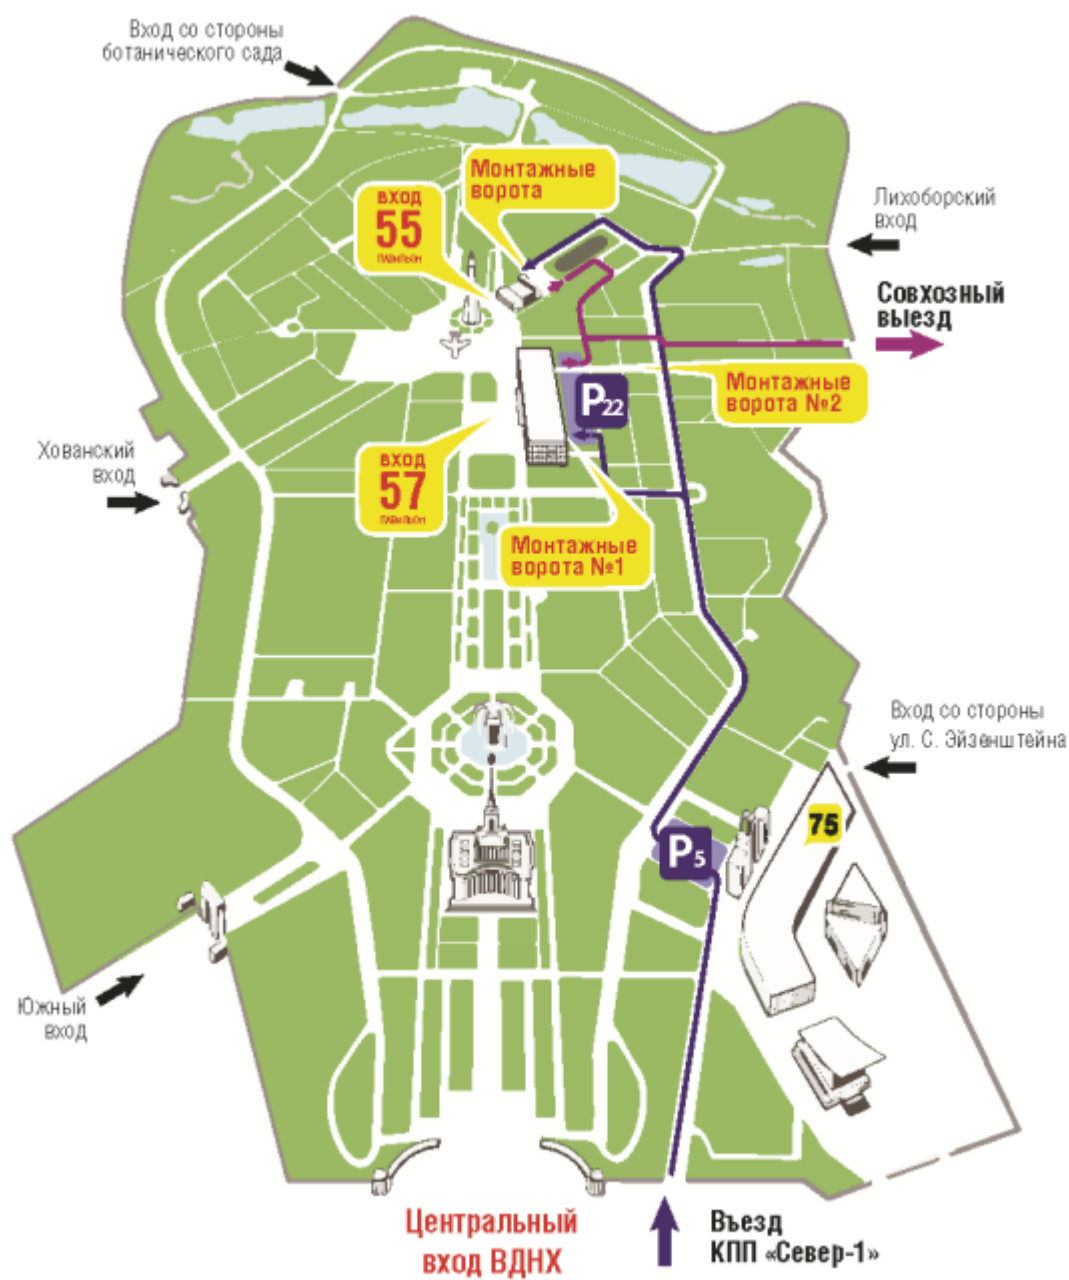 Вход со стороны
ботанического сада
Монтажные
ворота
ВХОД
55
ПАВИЛЬОН
Лихоборский
вход
Совхозный
выезд
P22
Монтажные
ворота №2
Хованский
вход
ВХОД
57
ПАВИЛЬОН
Монтажные
ворота №1
Вход со стороны
ул. С. Эйзенштейна
75
P5
Южный
вход
Центральный
вход ВДНХ
Въезд
КПП «Север-1»